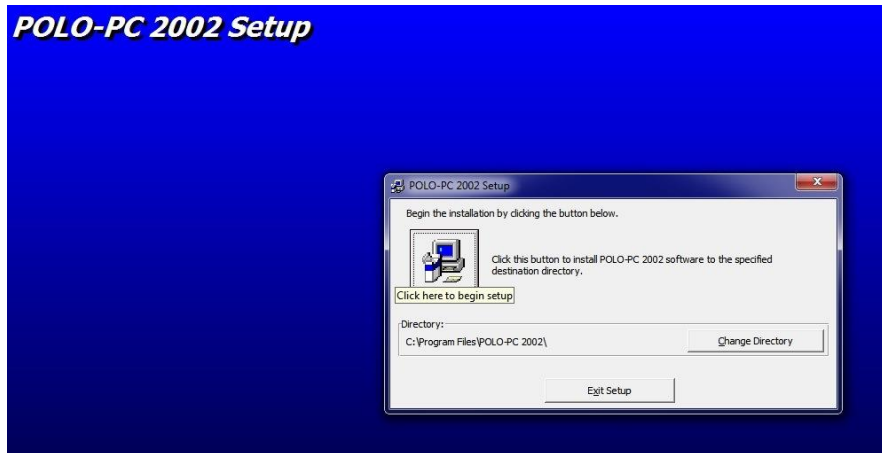 POLO-PC 2002 Setup
POLO-PC 2002 Setup
Begin the installation by clicking the button below.
Click this button to install POLO-PC 2002 software to the specified
destination directory.
Click here to begin setup
Directory:
C:\Program Files\POLO-PC 2002\
Change Directory
Exit Setup